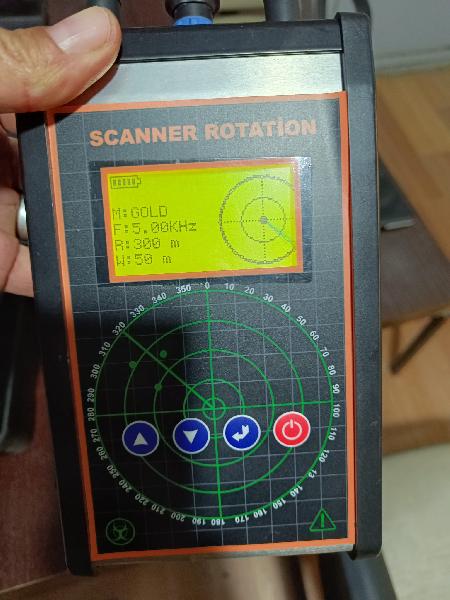 SCANNER ROTATİON
M:GOLD
F:5.00KHz
R:300 m
W:50 m
350 0 10 20 30 40 50 60 70 80 90 100 110 120 13 150 160 170 180 190 200 210 220 230 240 250 260 270 280 290 300 310 320 330 340